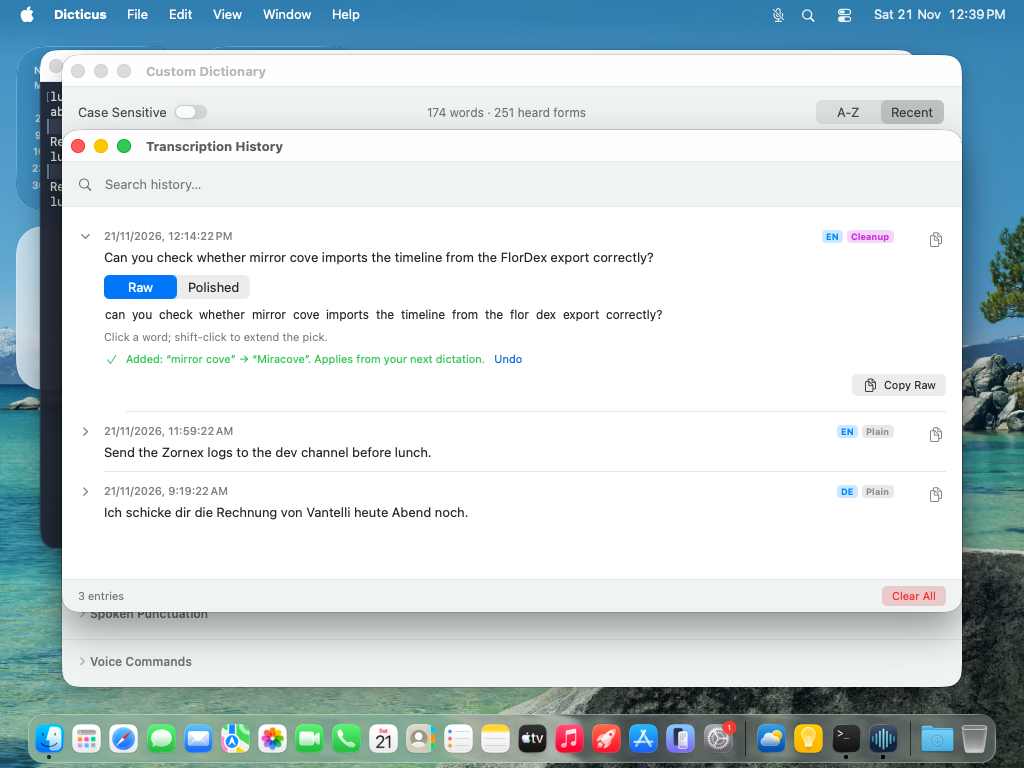 Dicticus File Edit View Window Help Sat 21 Nov 12:39 PM
Custom Dictionary
Case Sensitive 174 words · 251 heard forms A-Z Recent
Transcription History
Search history...
21/11/2026, 12:14:22 PM EN Cleanup
Can you check whether mirror cove imports the timeline from the FlorDex export correctly?
Raw Polished
can you check whether mirror cove imports the timeline from the flor dex export correctly?
Click a word; shift-click to extend the pick.
Added: “mirror cove” → “Miracove”. Applies from your next dictation. Undo
Copy Raw
21/11/2026, 11:59:22 AM EN Plain
Send the Zornex logs to the dev channel before lunch.
21/11/2026, 9:19:22 AM DE Plain
Ich schicke dir die Rechnung von Vantelli heute Abend noch.
3 entries Clear All
Spoken Punctuation
Voice Commands
Sat
21
tv
1